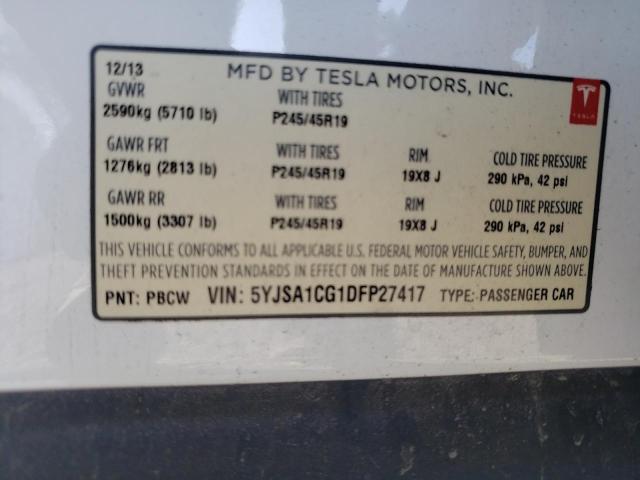 12/13 MFD BY TESLA MOTORS, INC.
GVWR WITH TIRES
2590kg (5710 lb) P245/45R19
TESLA
GAWR FRT WITH TIRES RIM COLD TIRE PRESSURE
1276kg (2813 lb) P245/45R19 19X8 J 290 kPa, 42 psi
GAWR RR WITH TIRES RIM COLD TIRE PRESSURE
1500kg (3307 lb) P245/45R19 19X8 J 290 kPa, 42 psi
THIS VEHICLE CONFORMS TO ALL APPLICABLE U.S. FEDERAL MOTOR VEHICLE SAFETY, BUMPER, AND
THEFT PREVENTION STANDARDS IN EFFECT ON THE DATE OF MANUFACTURE SHOWN ABOVE.
PNT: PBCW VIN: 5YJSA1CG1DFP27417 TYPE: PASSENGER CAR